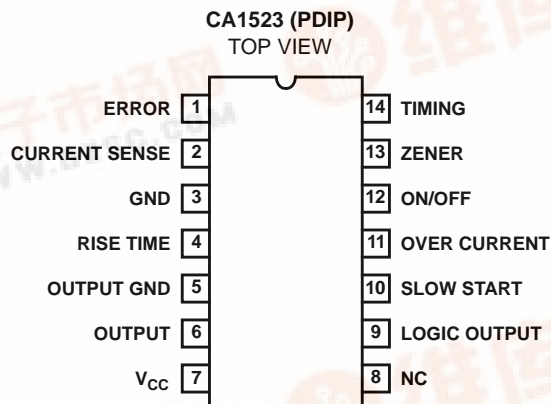 CA1523 (PDIP)
TOP VIEW
ERROR 1
14 TIMING
CURRENT SENSE 2
13 ZENER
GND 3
12 ON/OFF
RISE TIME 4
11 OVER CURRENT
OUTPUT GND 5
10 SLOW START
OUTPUT 6
9 LOGIC OUTPUT
VCC 7
8 NC